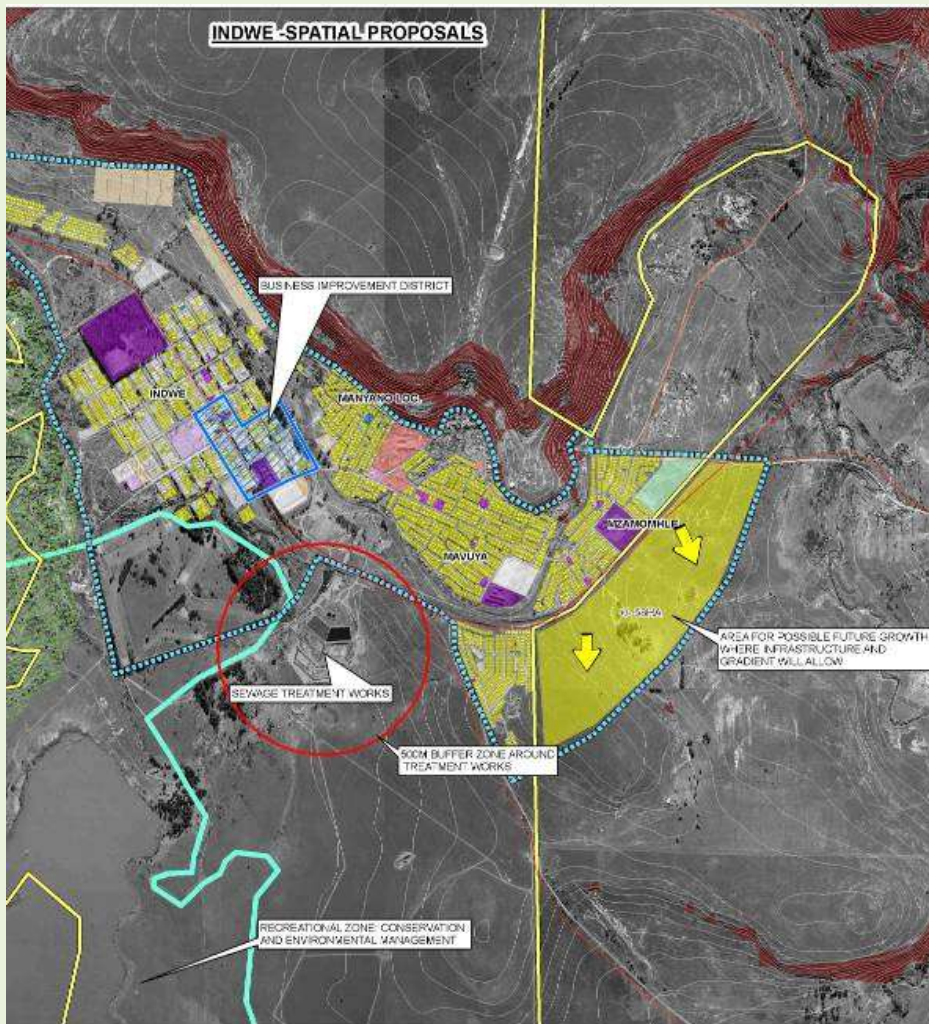 INDWE -SPATIAL PROPOSALS
BUSINESS IMPROVEMENT DISTRICT
INDWE
MANYANO LOC.
MZAMOMHLE
MAVUYA
AREA FOR POSSIBLE FUTURE GROWTH
WHERE INFRASTRUCTURE AND
GRADIENT WILL ALLOW
SEWAGE TREATMENT WORKS
500M BUFFER ZONE AROUND
TREATMENT WORKS
RECREATIONAL ZONE: CONSERVATION
AND ENVIRONMENTAL MANAGEMENT